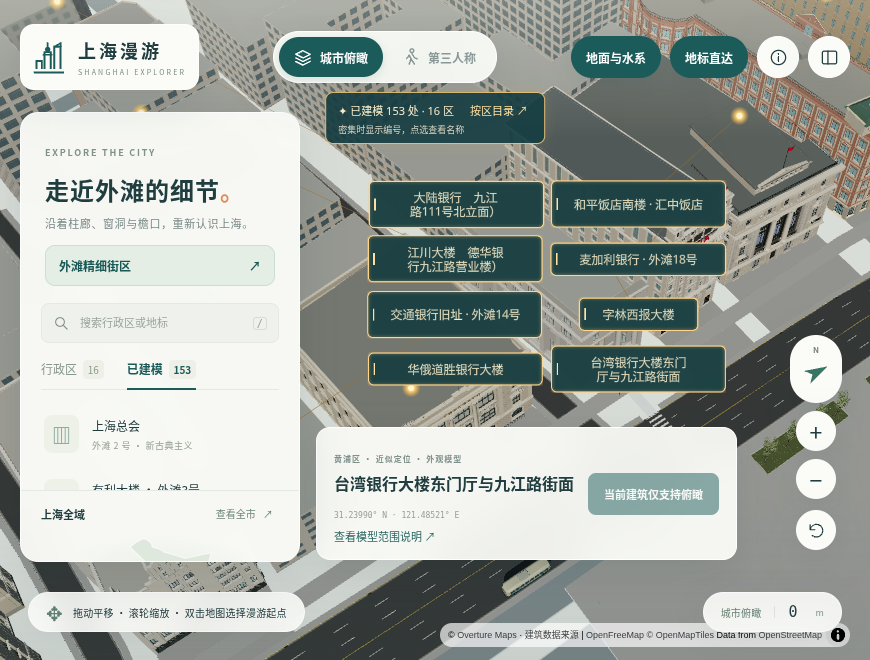 上海漫游
SHANGHAI EXPLORER
城市俯瞰
第三人称
地面与水系
地标直达
✦ 已建模 153 处 · 16 区 按区目录 ↗
密集时显示编号，点选查看名称
EXPLORE THE CITY
走近外滩的细节。
沿着柱廊、窗洞与檐口，重新认识上海。
外滩精细街区 ↗
搜索行政区或地标 /
行政区 16 已建模 153
上海总会
外滩 2 号 · 新古典主义
有利大楼 · 外滩3号
上海全域 查看全市 ↗
大陆银行 九江
路111号北立面）
和平饭店南楼 · 汇中饭店
江川大楼 德华银
行九江路营业楼）
麦加利银行 · 外滩18号
交通银行旧址 · 外滩14号
字林西报大楼
华俄道胜银行大楼
台湾银行大楼东门
厅与九江路街面
黄浦区 · 近似定位 · 外观模型
台湾银行大楼东门厅与九江路街面
31.23990° N · 121.48521° E
查看模型范围说明 ↗
当前建筑仅支持俯瞰
N
+
−
拖动平移 · 滚轮缩放 · 双击地图选择漫游起点
城市俯瞰 0 m
© Overture Maps · 建筑数据来源 | OpenFreeMap © OpenMapTiles Data from OpenStreetMap